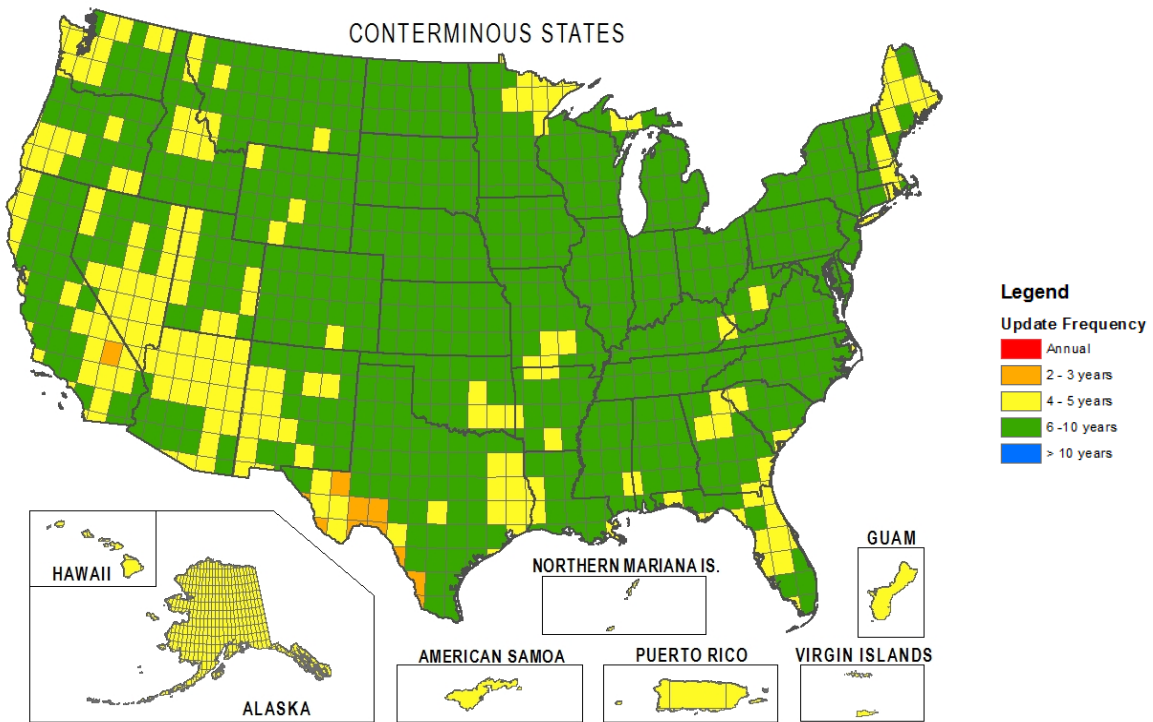 CONTERMINOUS STATES
Legend
Update Frequency
Annual
2 - 3 years
4 - 5 years
6 -10 years
> 10 years
HAWAII
ALASKA
NORTHERN MARIANA IS.
GUAM
AMERICAN SAMOA
PUERTO RICO
VIRGIN ISLANDS